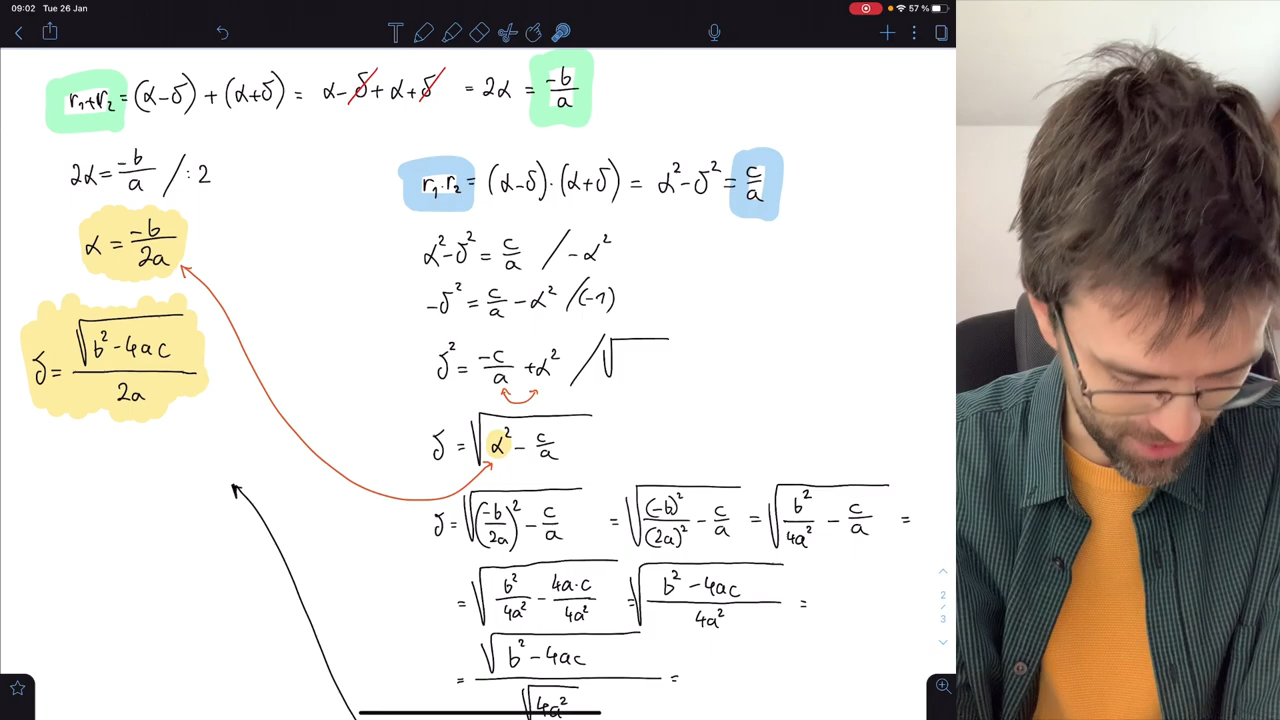 09:02 Tue 26 Jan
57 %
r₁+r₂ = (α-δ) + (α+δ) = α-δ+α+δ = 2α = -b/a
2α = -b/a / :2
α = -b/2a
δ = √(b²-4ac)/2a
r₁·r₂ = (α-δ)·(α+δ) = α²-δ² = c/a
α²-δ² = c/a / -α²
-δ² = c/a - α² /(-1)
δ² = -c/a + α² / √
δ = √(α² - c/a)
δ = √((-b/2a)² - c/a) = √((-b)²/(2a)² - c/a) = √(b²/4a² - c/a) =
= √(b²/4a² - 4a·c/4a²) = √((b²-4ac)/4a²) =
= √(b²-4ac)/√(4a²) =
2
/
3